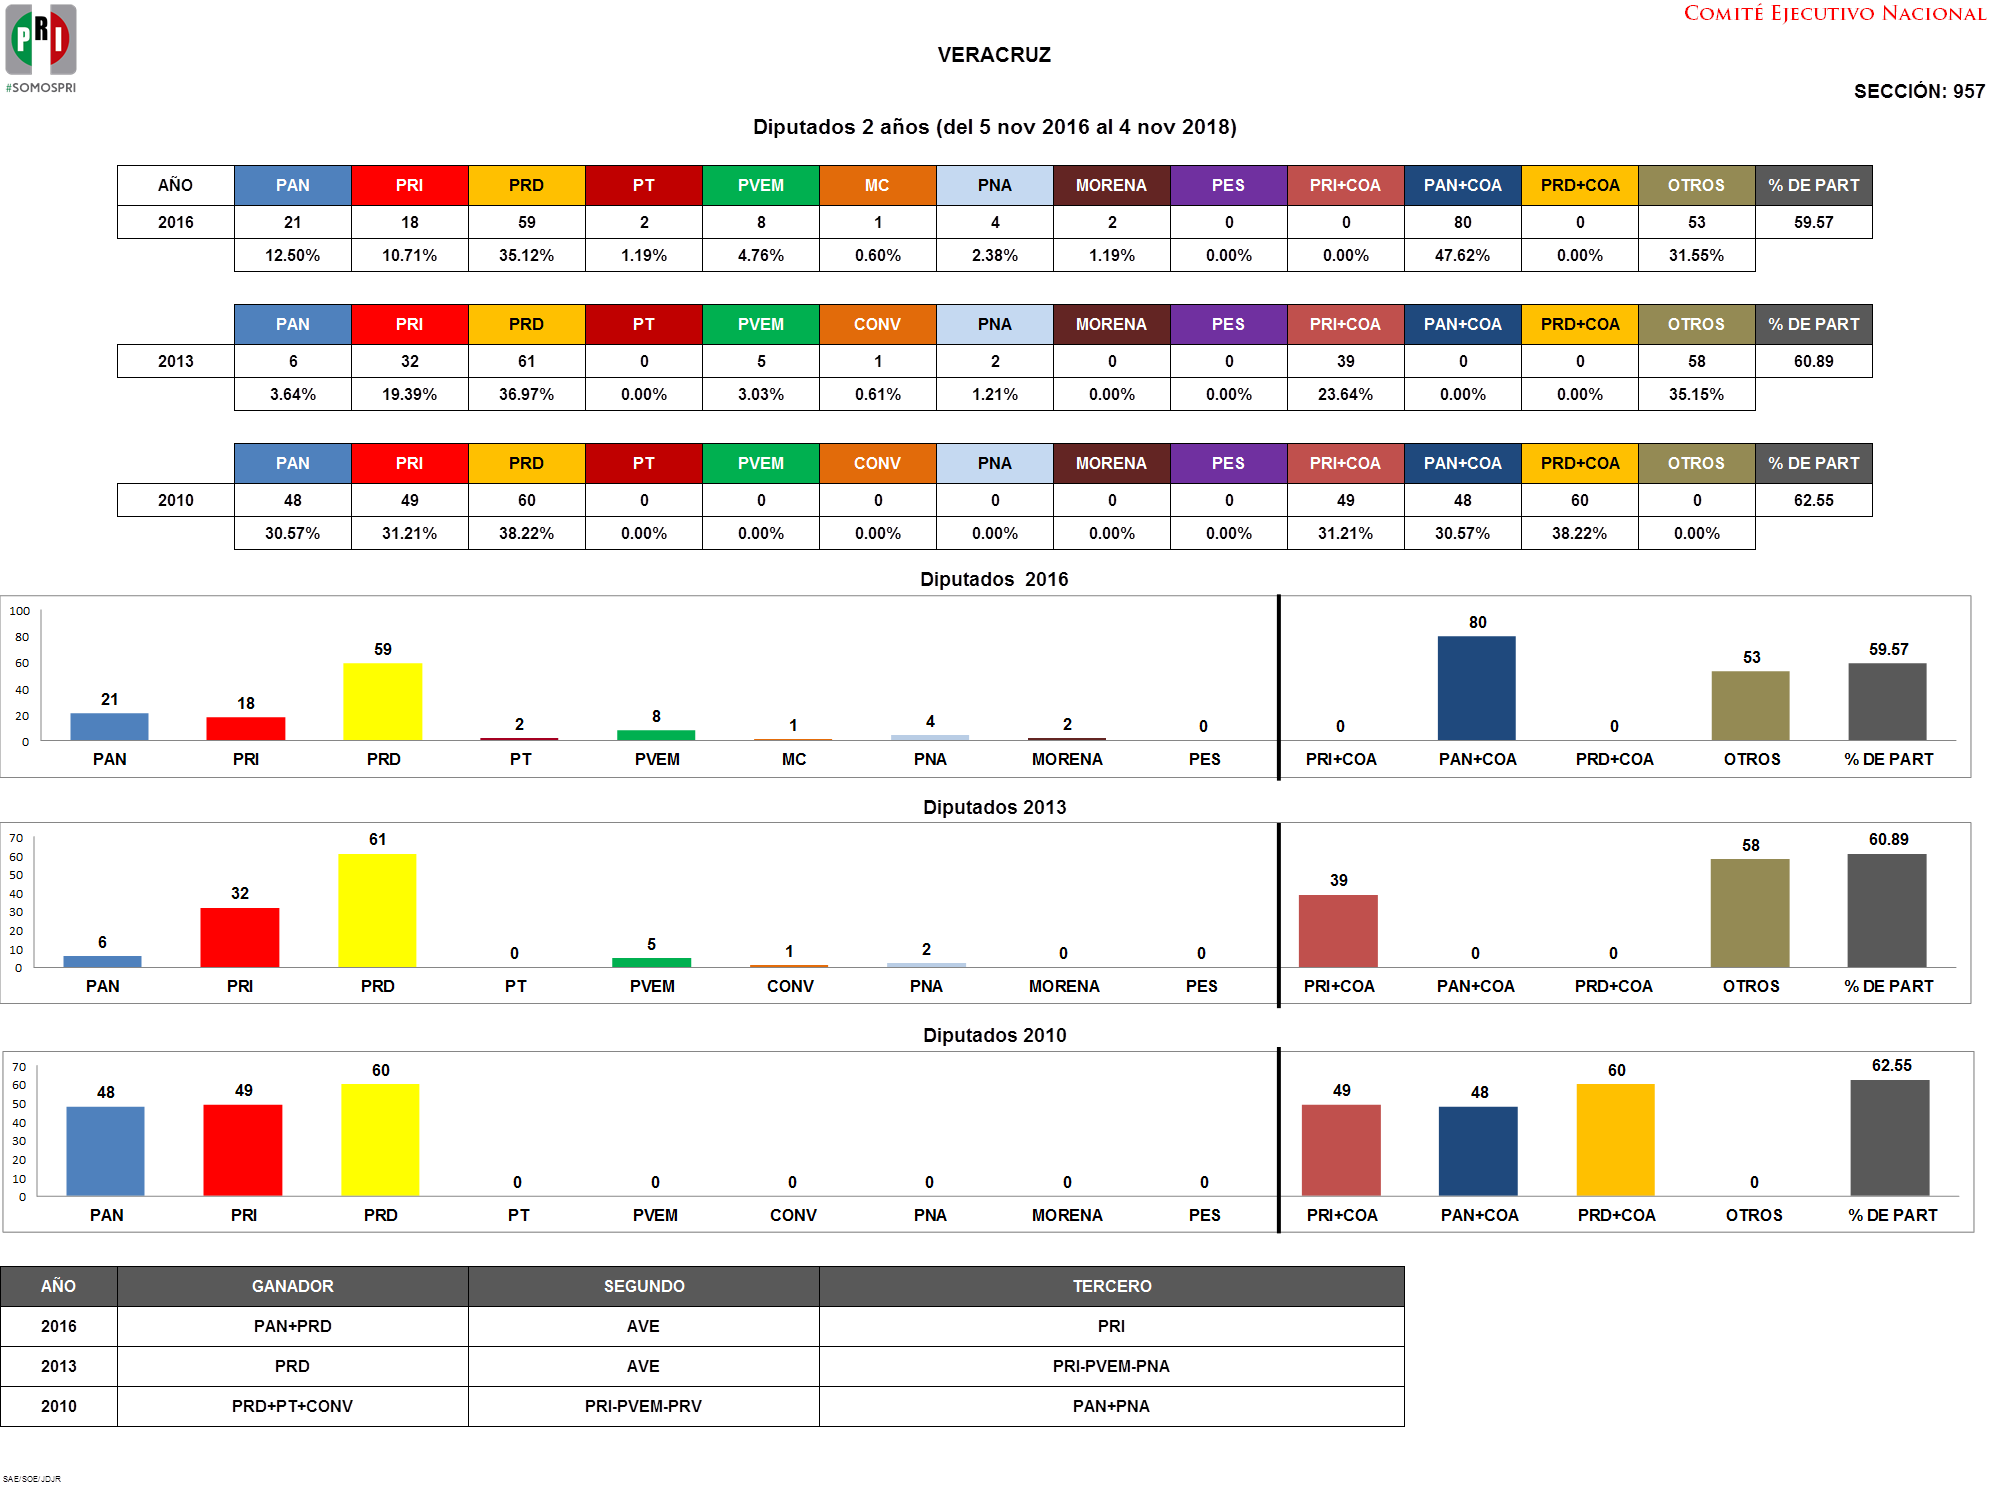 PRI
#SOMOSPRI
COMITÉ EJECUTIVO NACIONAL
VERACRUZ
SECCIÓN: 957
Diputados 2 años (del 5 nov 2016 al 4 nov 2018)
AÑO PAN PRI PRD PT PVEM MC PNA MORENA PES PRI+COA PAN+COA PRD+COA OTROS % DE PART
2016 21 18 59 2 8 1 4 2 0 0 80 0 53 59.57
12.50% 10.71% 35.12% 1.19% 4.76% 0.60% 2.38% 1.19% 0.00% 0.00% 47.62% 0.00% 31.55%
PAN PRI PRD PT PVEM CONV PNA MORENA PES PRI+COA PAN+COA PRD+COA OTROS % DE PART
2013 6 32 61 0 5 1 2 0 0 39 0 0 58 60.89
3.64% 19.39% 36.97% 0.00% 3.03% 0.61% 1.21% 0.00% 0.00% 23.64% 0.00% 0.00% 35.15%
PAN PRI PRD PT PVEM CONV PNA MORENA PES PRI+COA PAN+COA PRD+COA OTROS % DE PART
2010 48 49 60 0 0 0 0 0 0 49 48 60 0 62.55
30.57% 31.21% 38.22% 0.00% 0.00% 0.00% 0.00% 0.00% 0.00% 31.21% 30.57% 38.22% 0.00%
Diputados 2016
100
80
60
40
20
0
21 18 59 2 8 1 4 2 0 0 80 0 53 59.57
PAN PRI PRD PT PVEM MC PNA MORENA PES PRI+COA PAN+COA PRD+COA OTROS % DE PART
Diputados 2013
70
60
50
40
30
20
10
0
6 32 61 0 5 1 2 0 0 39 0 0 58 60.89
PAN PRI PRD PT PVEM CONV PNA MORENA PES PRI+COA PAN+COA PRD+COA OTROS % DE PART
Diputados 2010
70
60
50
40
30
20
10
0
48 49 60 0 0 0 0 0 0 49 48 60 0 62.55
PAN PRI PRD PT PVEM CONV PNA MORENA PES PRI+COA PAN+COA PRD+COA OTROS % DE PART
AÑO GANADOR SEGUNDO TERCERO
2016 PAN+PRD AVE PRI
2013 PRD AVE PRI-PVEM-PNA
2010 PRD+PT+CONV PRI-PVEM-PRV PAN+PNA
SAE/SOE/JDJR